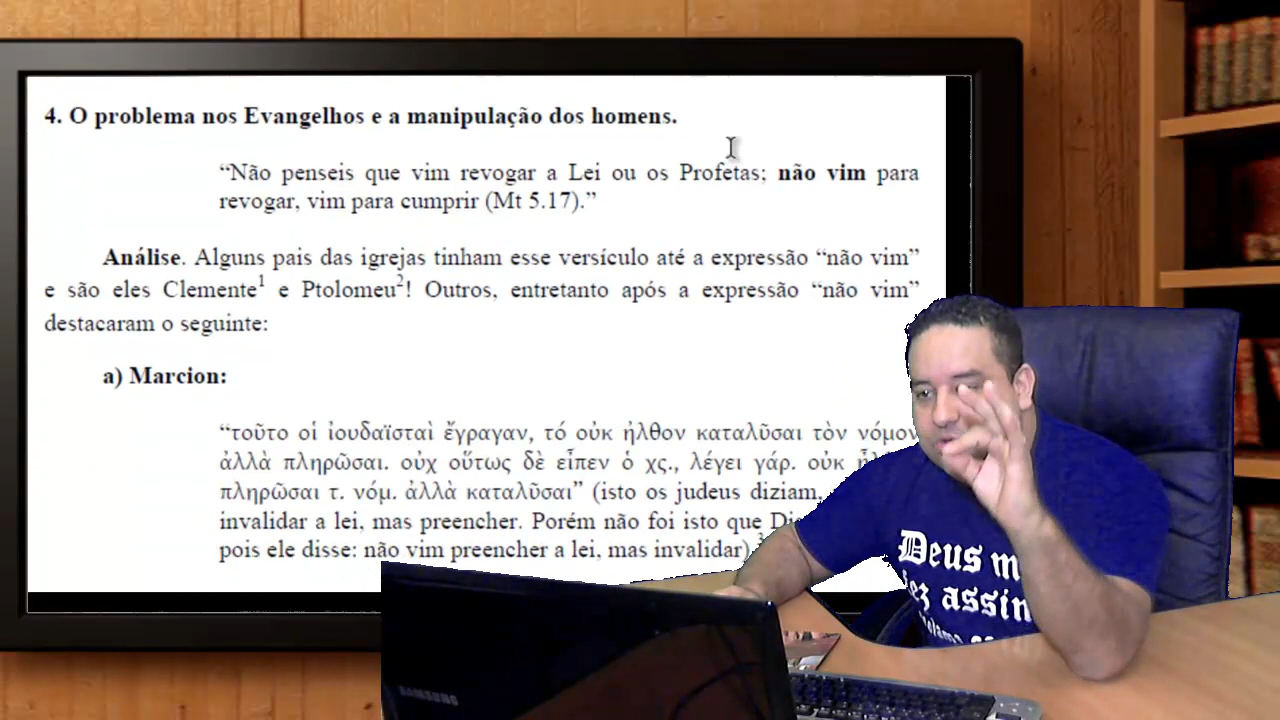 4. O problema nos Evangelhos e a manipulação dos homens.
“Não penseis que vim revogar a Lei ou os Profetas; não vim para
revogar, vim para cumprir (Mt 5.17).”
Análise. Alguns pais das igrejas tinham esse versículo até a expressão “não vim”
e são eles Clemente1 e Ptolomeu2! Outros, entretanto após a expressão “não vim”
destacaram o seguinte:
a) Marcion:
“τοῦτο οἱ ἰουδαϊσταὶ ἔγραγαν, τό οὐκ ἠλθον καταλῦσαι τὸν νόμον
ἀλλὰ πληρῶσαι. οὐχ οὕτως δὲ εἶπεν ὁ χς., λέγει γάρ. οὐκ
πληρῶσαι τ. νόμ. ἀλλὰ καταλῦσαι” (isto os judeus diziam,
invalidar a lei, mas preencher. Porém não foi isto que
pois ele disse: não vim preencher a lei, mas invalidar).3
Deus m
fez assin
SAMSUNG